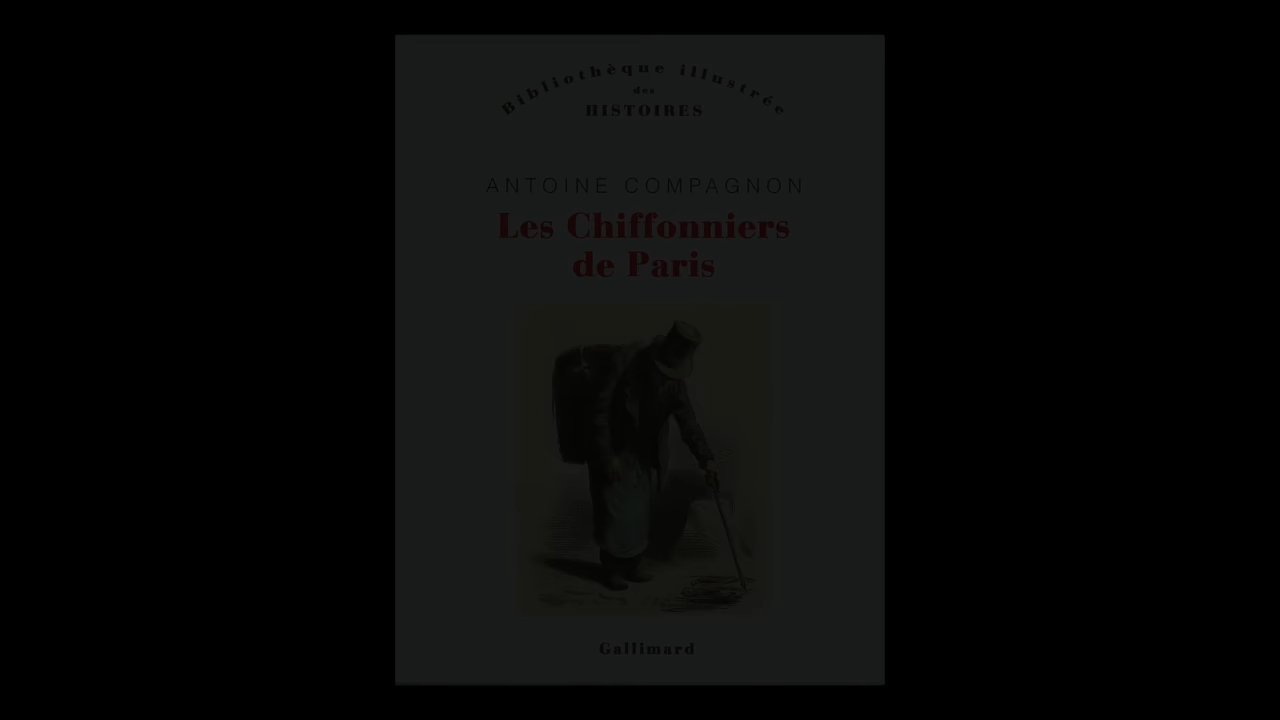 Bibliothèque illustrée
des
HISTOIRES
ANTOINE COMPAGNON
Les Chiffonniers
de Paris
Gallimard